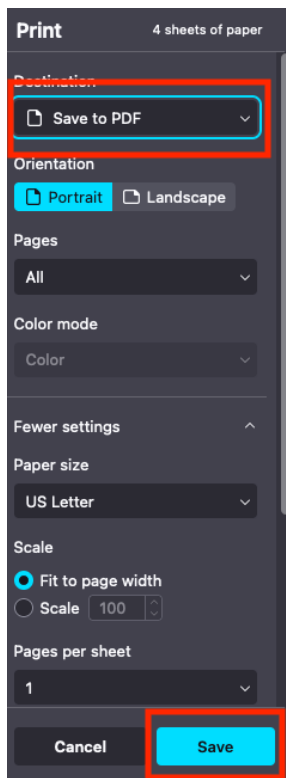 Print 4 sheets of paper
Destination
Save to PDF
Orientation
Portrait Landscape
Pages
All
Color mode
Color
Fewer settings
Paper size
US Letter
Scale
Fit to page width
Scale 100
Pages per sheet
1
Cancel Save